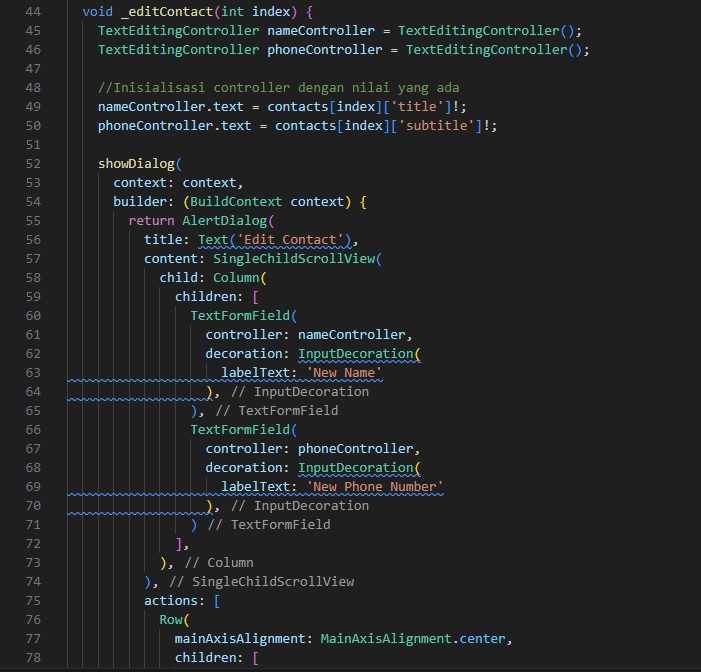 44 void _editContact(int index) {
45 TextEditingController nameController = TextEditingController();
46 TextEditingController phoneController = TextEditingController();
47
48 //Inisialisasi controller dengan nilai yang ada
49 nameController.text = contacts[index]['title']!;
50 phoneController.text = contacts[index]['subtitle']!;
51
52 showDialog(
53 context: context,
54 builder: (BuildContext context) {
55 return AlertDialog(
56 title: Text('Edit Contact'),
57 content: SingleChildScrollView(
58 child: Column(
59 children: [
60 TextFormField(
61 controller: nameController,
62 decoration: InputDecoration(
63 labelText: 'New Name'
64 ), // InputDecoration
65 ), // TextFormField
66 TextFormField(
67 controller: phoneController,
68 decoration: InputDecoration(
69 labelText: 'New Phone Number'
70 ), // InputDecoration
71 ) // TextFormField
72 ],
73 ), // Column
74 ), // SingleChildScrollView
75 actions: [
76 Row(
77 mainAxisAlignment: MainAxisAlignment.center,
78 children: [